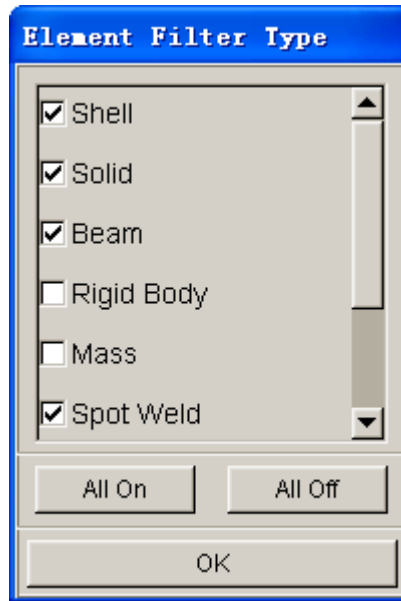 Element Filter Type
Shell
Solid
Beam
Rigid Body
Mass
Spot Weld
All On
All Off
OK